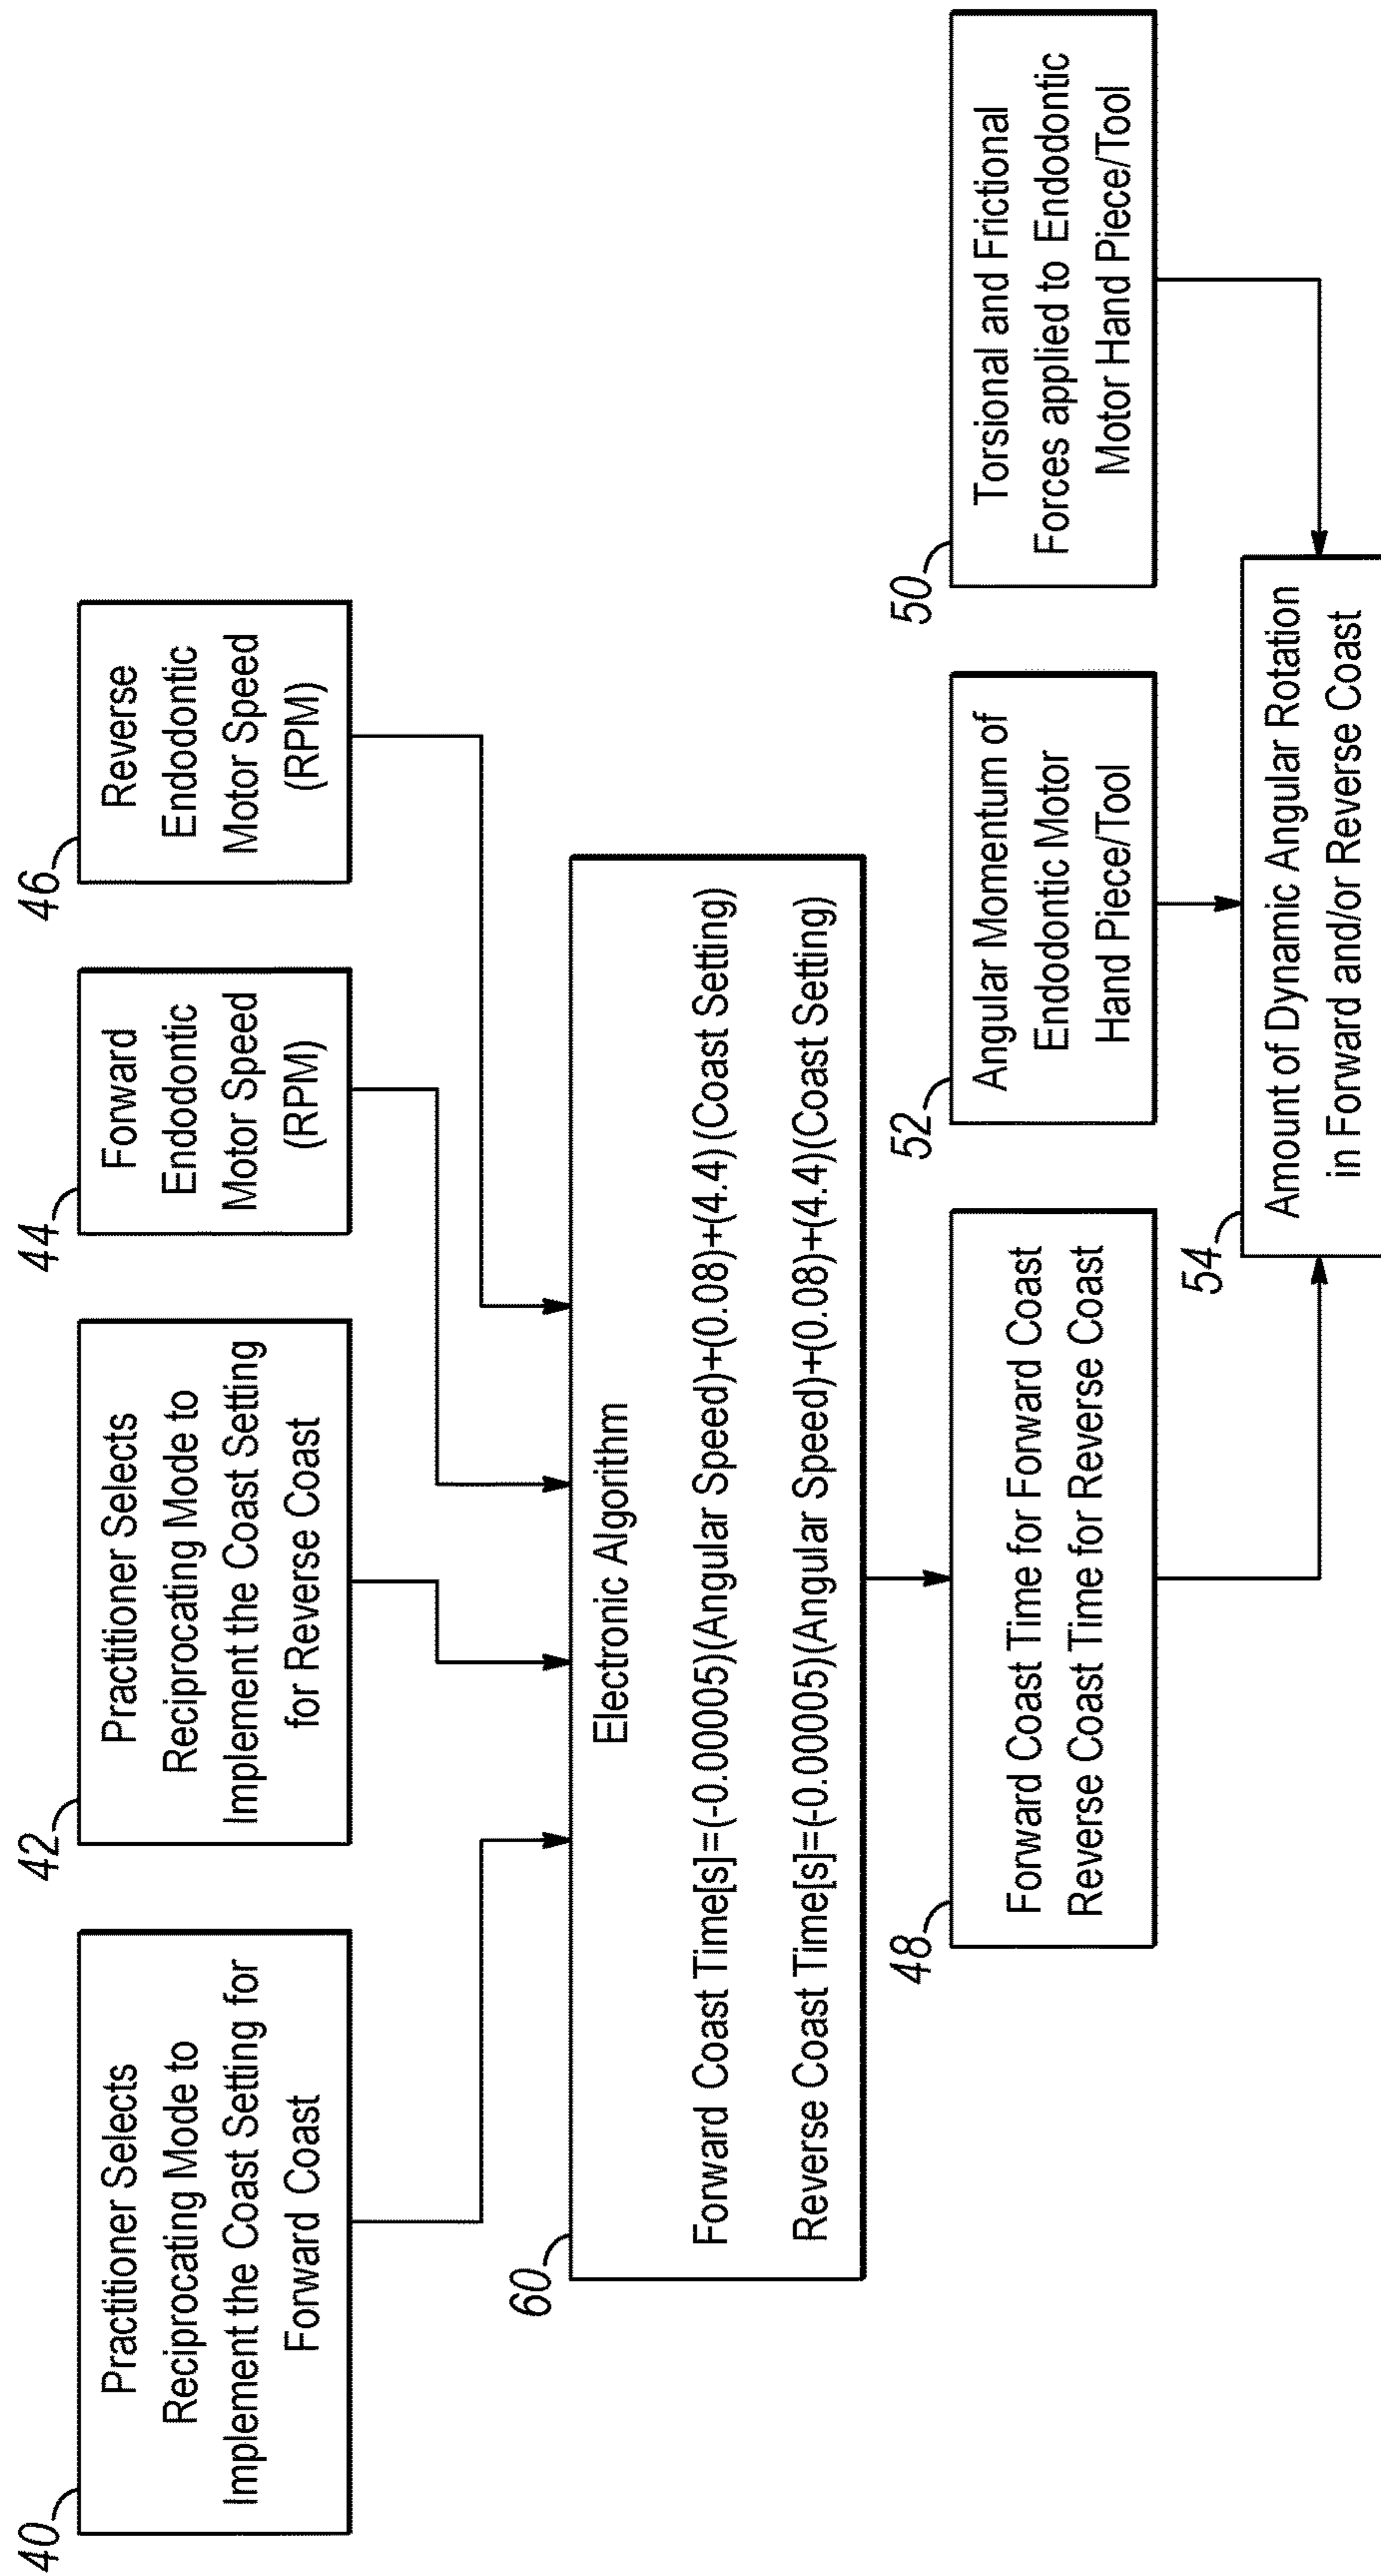 40
Practitioner Selects
Reciprocating Mode to
Implement the Coast Setting for
Forward Coast
42
Practitioner Selects
Reciprocating Mode to
Implement the Coast Setting
for Reverse Coast
44
Forward
Endodontic
Motor Speed
(RPM)
46
Reverse
Endodontic
Motor Speed
(RPM)
60
Electronic Algorithm
Forward Coast Time[s]=(-0.00005)(Angular Speed)+(0.08)+(4.4)(Coast Setting)
Reverse Coast Time[s]=(-0.00005)(Angular Speed)+(0.08)+(4.4)(Coast Setting)
48
Forward Coast Time for Forward Coast
Reverse Coast Time for Reverse Coast
52
Angular Momentum of
Endodontic Motor
Hand Piece/Tool
50
Torsional and Frictional
Forces applied to Endodontic
Motor Hand Piece/Tool
54
Amount of Dynamic Angular Rotation
in Forward and/or Reverse Coast